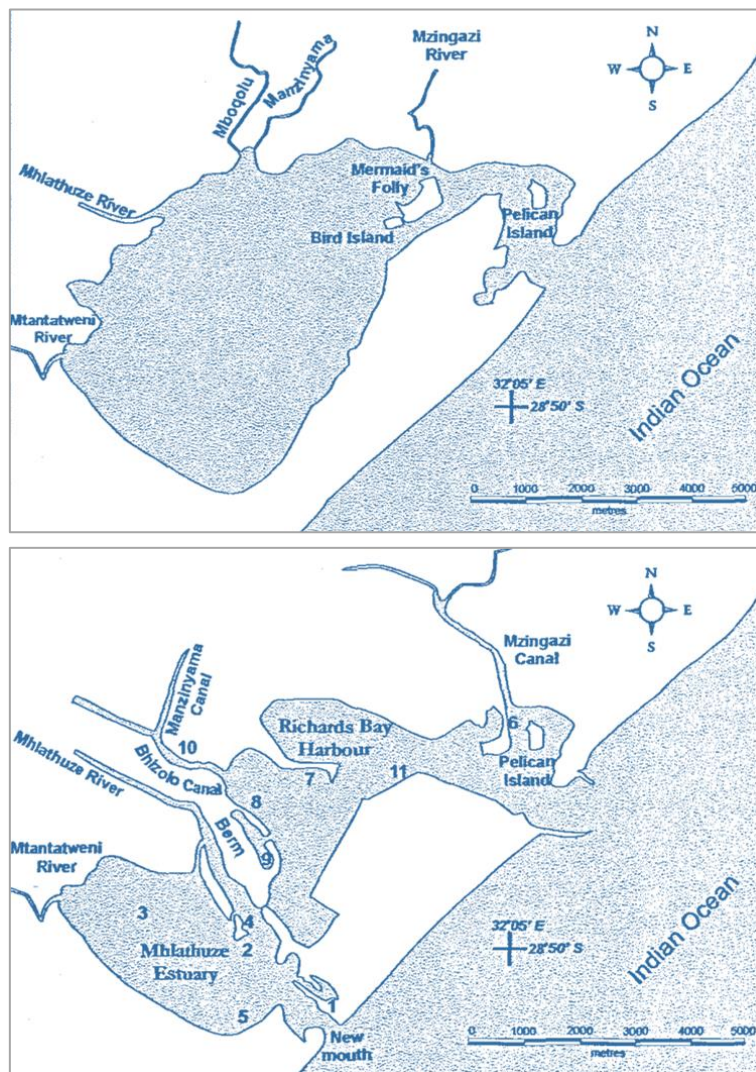 Mzingazi
River
N
W E
S
Mboqolu
Manzinyama
Mhlathuze River
Mermaid's
Folly
Pelican
Island
Bird Island
Mtantatweni
River
32°05' E
28°50' S
Indian Ocean
0 1000 2000 3000 4000 5000
metres
N
W E
S
Mzingazi
Canal
Manzinyama
Canal
Richards Bay
Harbour
6
10
Mhlathuze River
Bhizolo Canal
7
11
Pelican
Island
8
Berm
Mtantatweni
River
9
3
4
2
Mhlathuze
Estuary
32°05' E
28°50' S
Indian Ocean
1
5
New
mouth
0 1000 2000 3000 4000 5000
metres